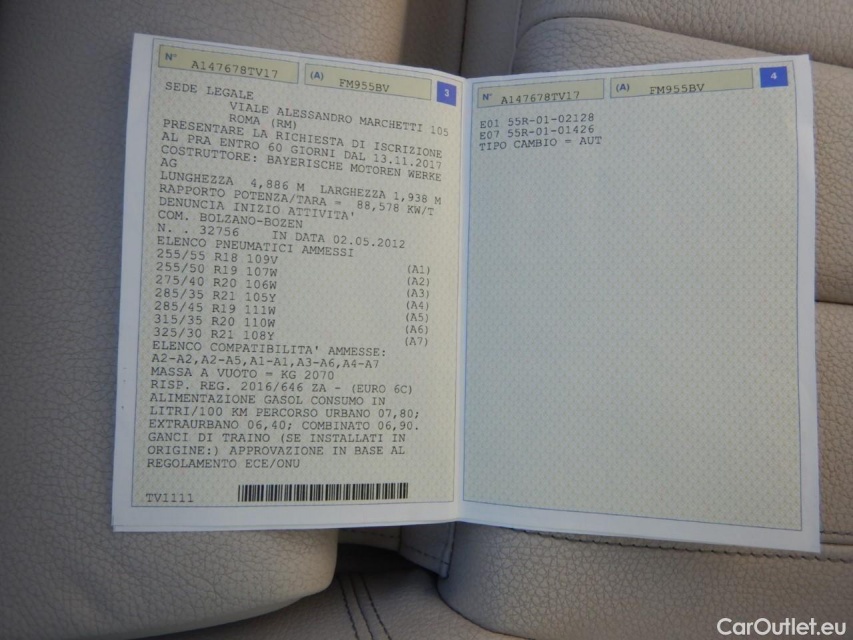 N° A147678TV17 (A) FM955BV 3
SEDE LEGALE
VIALE ALESSANDRO MARCHETTI 105
ROMA (RM)
PRESENTARE LA RICHIESTA DI ISCRIZIONE
AL PRA ENTRO 60 GIORNI DAL 13.11.2017
COSTRUTTORE: BAYERISCHE MOTOREN WERKE
AG
LUNGHEZZA 4,886 M LARGHEZZA 1,938 M
RAPPORTO POTENZA/TARA = 88,578 KW/T
DENUNCIA INIZIO ATTIVITA'
COM. BOLZANO-BOZEN
N. . 32756 IN DATA 02.05.2012
ELENCO PNEUMATICI AMMESSI
255/55 R18 109V
255/50 R19 107W (A1)
275/40 R20 106W (A2)
285/35 R21 105Y (A3)
285/45 R19 111W (A4)
315/35 R20 110W (A5)
325/30 R21 108Y (A6)
(A7)
ELENCO COMPATIBILITA' AMMESSE:
A2-A2,A2-A5,A1-A1,A3-A6,A4-A7
MASSA A VUOTO = KG 2070
RISP. REG. 2016/646 ZA - (EURO 6C)
ALIMENTAZIONE GASOL CONSUMO IN
LITRI/100 KM PERCORSO URBANO 07,80;
EXTRAURBANO 06,40; COMBINATO 06,90.
GANCI DI TRAINO (SE INSTALLATI IN
ORIGINE:) APPROVAZIONE IN BASE AL
REGOLAMENTO ECE/ONU
TV1111
N° A147678TV17 (A) FM955BV 4
E01 55R-01-02128
E07 55R-01-01426
TIPO CAMBIO = AUT
CarOutlet.eu